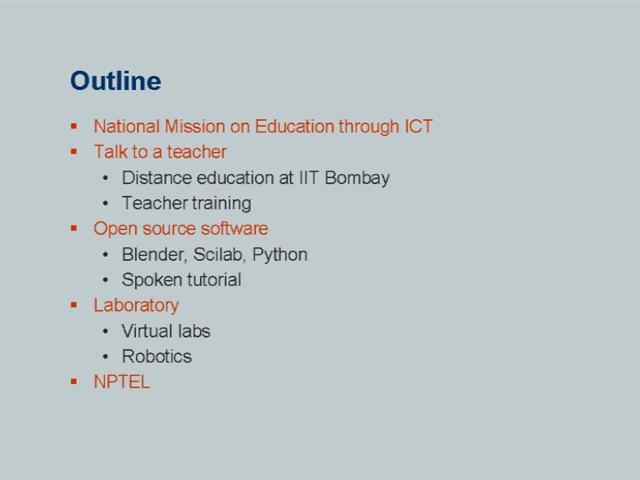 Outline
▪ National Mission on Education through ICT
▪ Talk to a teacher
• Distance education at IIT Bombay
• Teacher training
▪ Open source software
• Blender, Scilab, Python
• Spoken tutorial
▪ Laboratory
• Virtual labs
• Robotics
▪ NPTEL